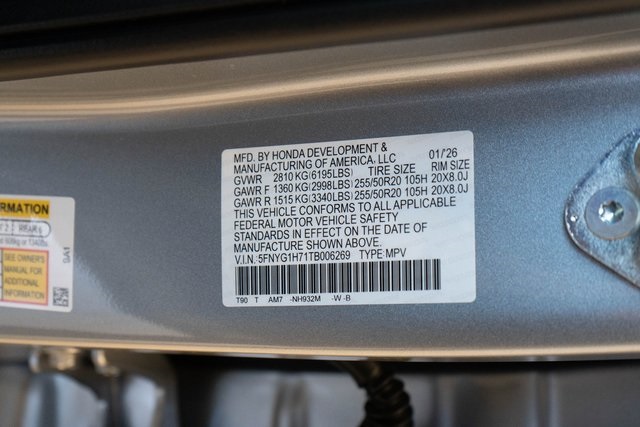 MFD. BY HONDA DEVELOPMENT &
MANUFACTURING OF AMERICA, LLC 01/26
GVWR 2810 KG(6195LBS) TIRE SIZE RIM SIZE
GAWR F 1360 KG(2998LBS) 255/50R20 105H 20X8.0J
GAWR R 1515 KG(3340LBS) 255/50R20 105H 20X8.0J
THIS VEHICLE CONFORMS TO ALL APPLICABLE
FEDERAL MOTOR VEHICLE SAFETY
STANDARDS IN EFFECT ON THE DATE OF
MANUFACTURE SHOWN ABOVE.
V.I.N.:5FNYG1H71TB006269 TYPE:MPV
T90 T AM7 -NH932M -W -B
SEE OWNER'S
MANUAL FOR
ADDITIONAL
INFORMATION